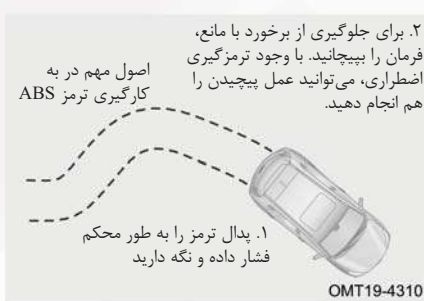 ۲. برای جلوگیری از برخورد با مانع،
فرمان را بپیچانید. با وجود ترمزگیری
اضطراری، می‌توانید عمل پیچیدن را
هم انجام دهید.
اصول مهم در به
کارگیری ترمز ABS
۱. پدال ترمز را به طور محکم
فشار داده و نگه دارید
OMT19-4310